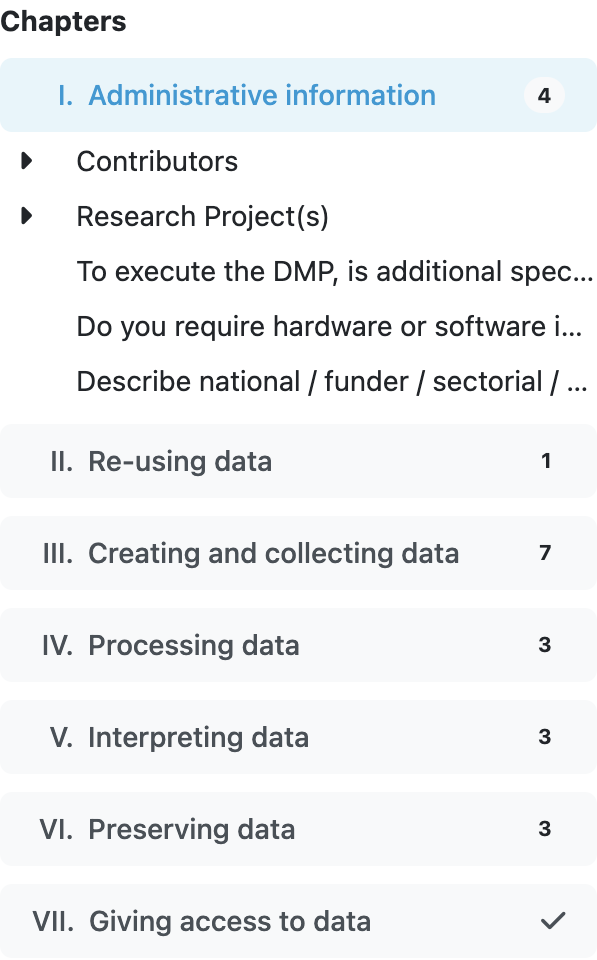 Chapters
I. Administrative information 4
Contributors
Research Project(s)
To execute the DMP, is additional spec...
Do you require hardware or software i...
Describe national / funder / sectorial / ...
II. Re-using data 1
III. Creating and collecting data 7
IV. Processing data 3
V. Interpreting data 3
VI. Preserving data 3
VII. Giving access to data